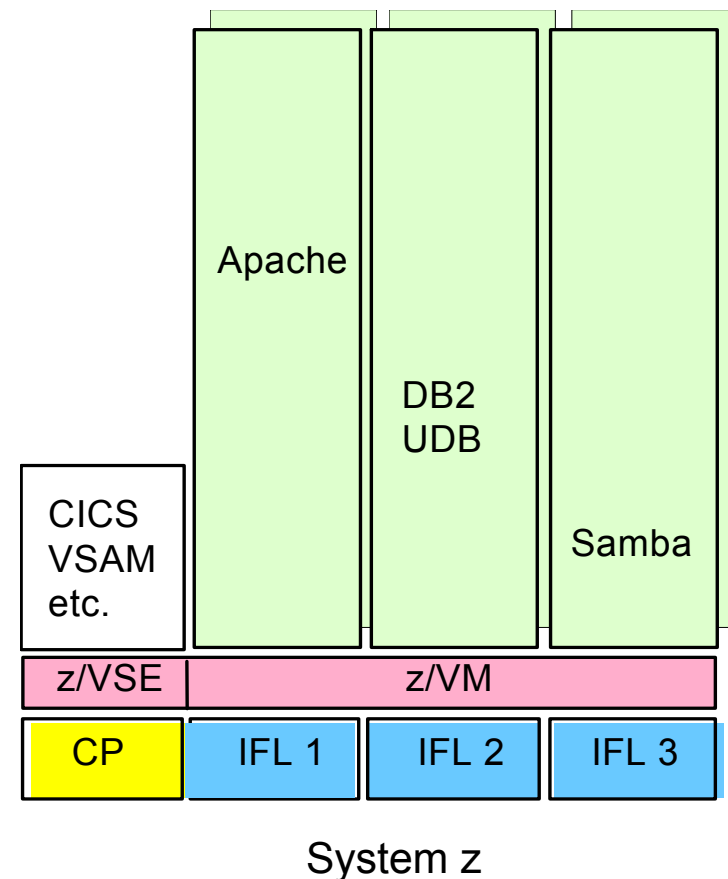 Apache
DB2
UDB
Samba
CICS
VSAM
etc.
z/VSE
z/VM
CP
IFL 1
IFL 2
IFL 3
System z